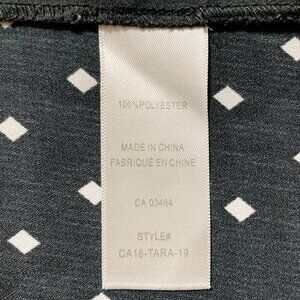 100%POLYESTER
MADE IN CHINA
FABRIQUÉ EN CHINE
CA 03464
STYLE#
CA18-TARA-19